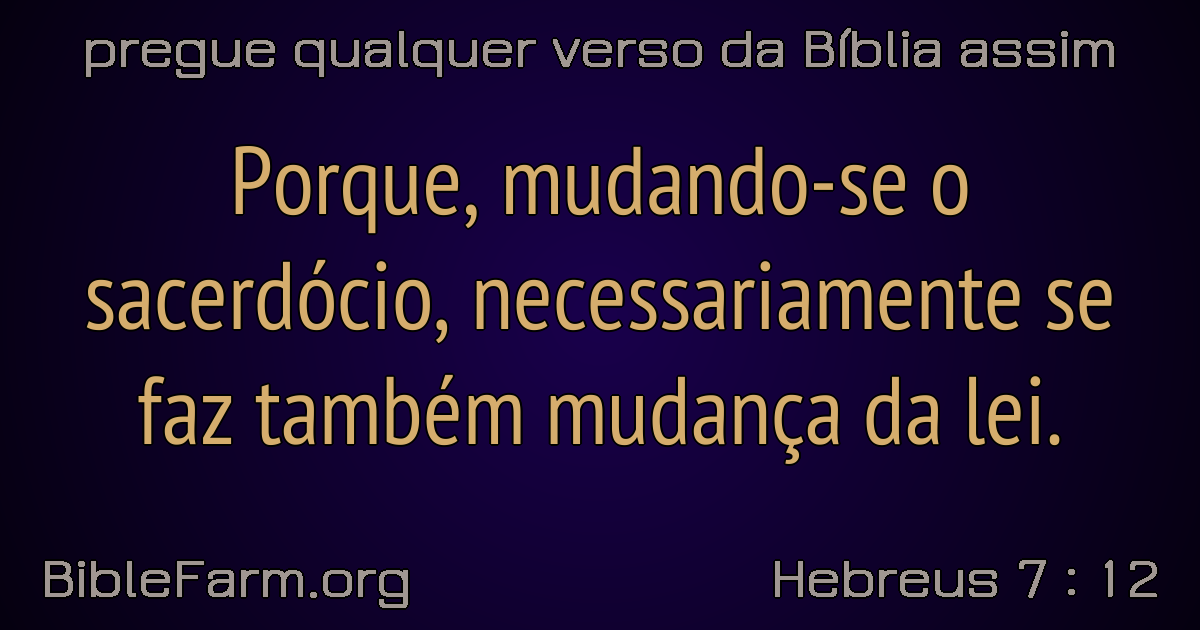 pregue qualquer verso da Bíblia assim
Porque, mudando-se o
sacerdócio, necessariamente se
faz também mudança da lei.
BibleFarm.org
Hebreus 7 : 12